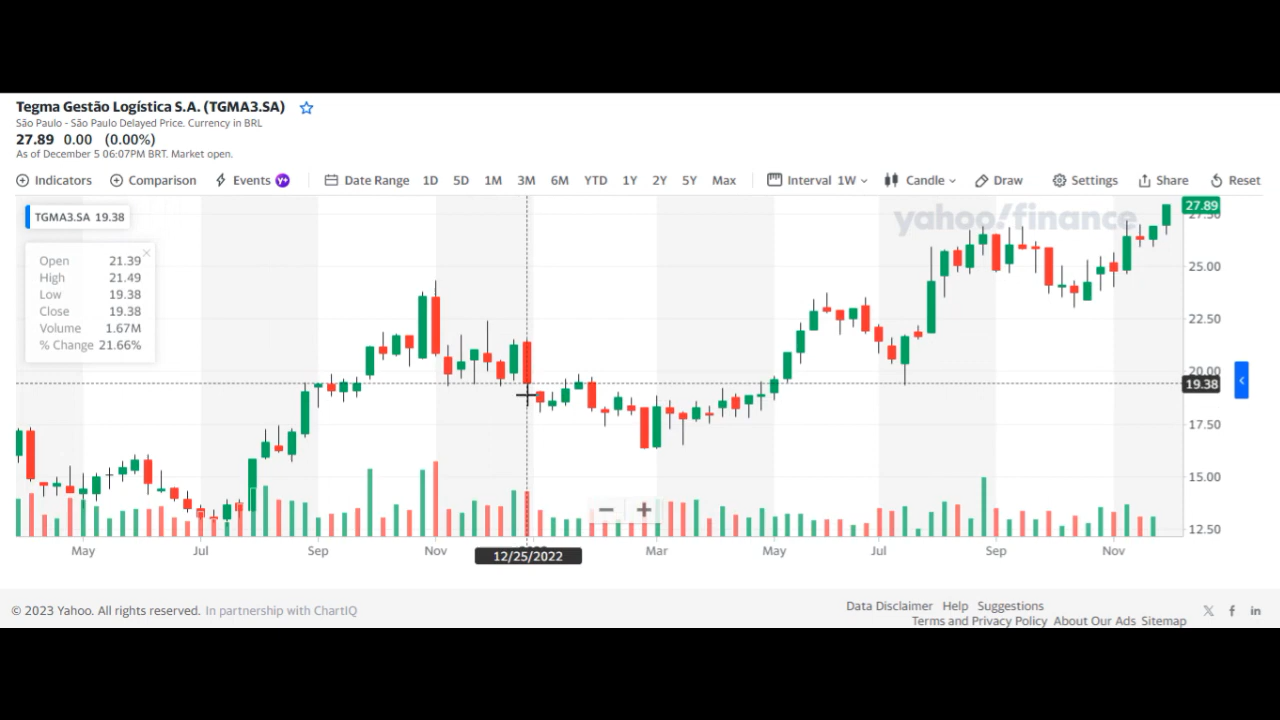 Tegma Gestão Logística S.A. (TGMA3.SA)
São Paulo - São Paulo Delayed Price. Currency in BRL
27.89 0.00 (0.00%)
As of December 5 06:07PM BRT. Market open.
Indicators Comparison Events Y+ Date Range 1D 5D 1M 3M 6M YTD 1Y 2Y 5Y Max Interval 1W Candle Draw Settings Share Reset
yahoo!finance
TGMA3.SA 19.38
Open 21.39
High 21.49
Low 19.38
Close 19.38
Volume 1.67M
% Change 21.66%
27.89
27.50
25.00
22.50
20.00
19.38
17.50
15.00
12.50
May Jul Sep Nov Mar May Jul Sep Nov
12/25/2022
© 2023 Yahoo. All rights reserved. In partnership with ChartIQ
Data Disclaimer Help Suggestions
Terms and Privacy Policy About Our Ads Sitemap